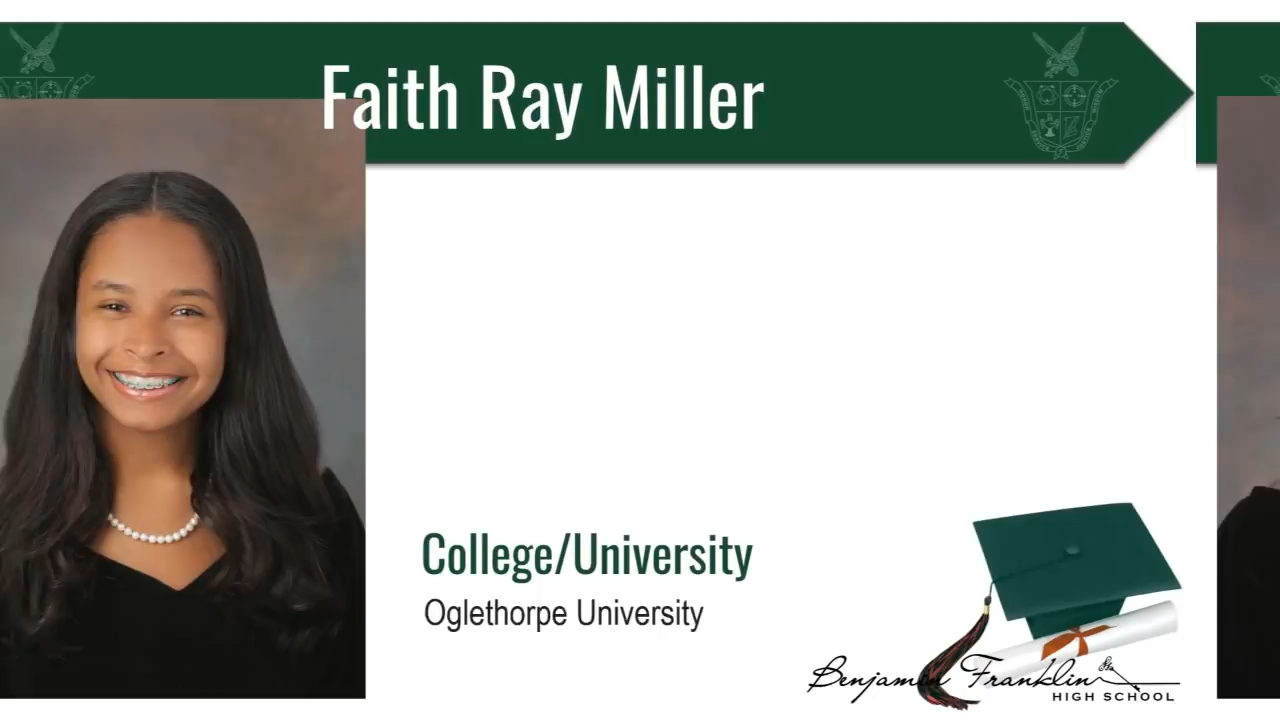 Faith Ray Miller
College/University
Oglethorpe University
Benjamin Franklin
HIGH SCHOOL